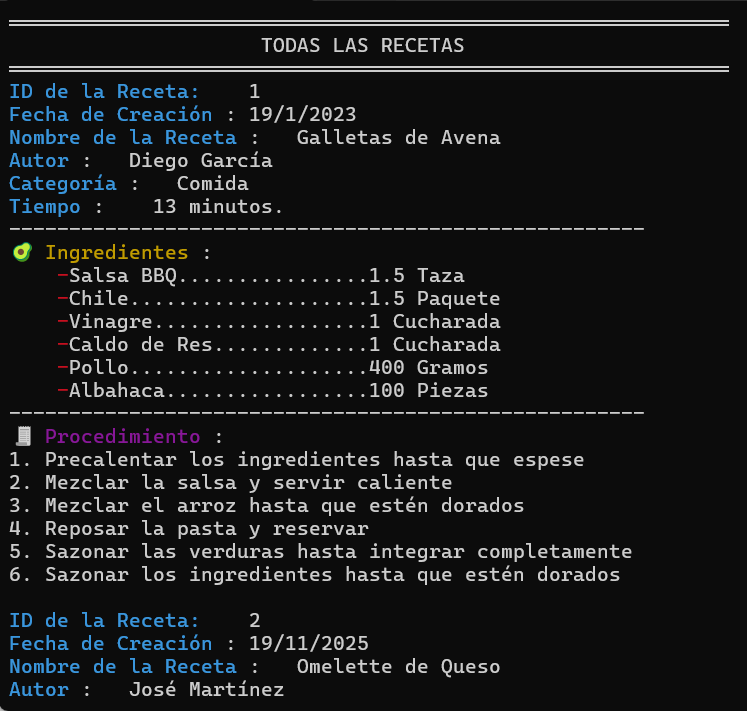 TODAS LAS RECETAS
ID de la Receta:    1
Fecha de Creación : 19/1/2023
Nombre de la Receta :   Galletas de Avena
Autor :   Diego García
Categoría :   Comida
Tiempo :    13 minutos.
-----------------------------------------------------
🥑 Ingredientes :
    -Salsa BBQ................1.5 Taza
    -Chile....................1.5 Paquete
    -Vinagre..................1 Cucharada
    -Caldo de Res.............1 Cucharada
    -Pollo....................400 Gramos
    -Albahaca.................100 Piezas
-----------------------------------------------------
🧾 Procedimiento :
1. Precalentar los ingredientes hasta que espese
2. Mezclar la salsa y servir caliente
3. Mezclar el arroz hasta que estén dorados
4. Reposar la pasta y reservar
5. Sazonar las verduras hasta integrar completamente
6. Sazonar los ingredientes hasta que estén dorados
ID de la Receta:    2
Fecha de Creación : 19/11/2025
Nombre de la Receta :   Omelette de Queso
Autor :   José Martínez